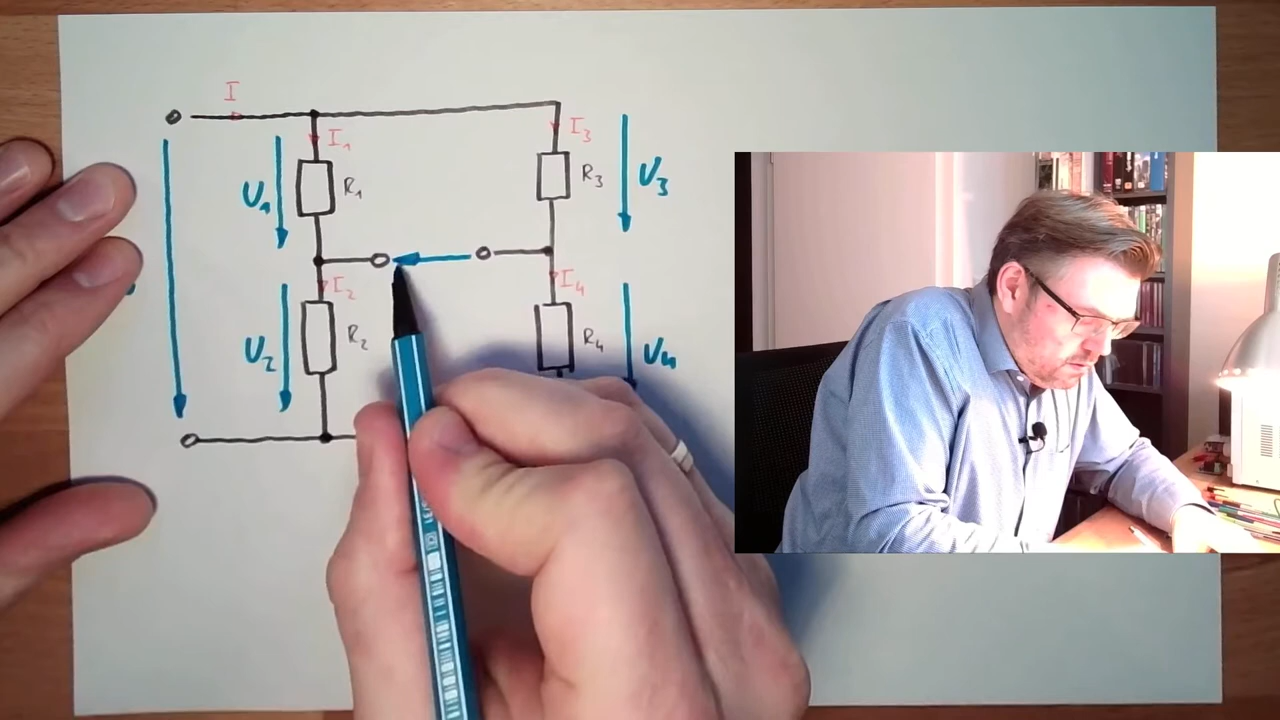 I
I₁
I₃
U₁
R₁
R₃
U₃
I₂
I₄
U₂
R₂
R₄
U₄